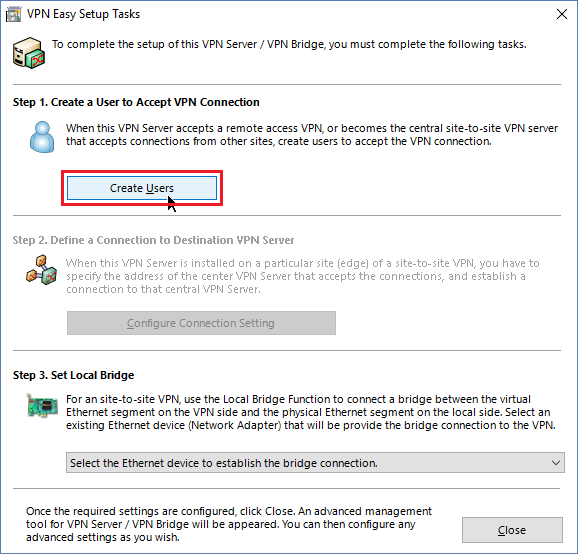 VPN Easy Setup Tasks
To complete the setup of this VPN Server / VPN Bridge, you must complete the following tasks.
Step 1. Create a User to Accept VPN Connection
When this VPN Server accepts a remote access VPN, or becomes the central site-to-site VPN server
that accepts connections from other sites, create users to accept the VPN connection.
Create Users
Step 2. Define a Connection to Destination VPN Server
When this VPN Server is installed on a particular site (edge) of a site-to-site VPN, you have to
specify the address of the center VPN Server that accepts the connections, and establish a
connection to that central VPN Server.
Configure Connection Setting
Step 3. Set Local Bridge
For an site-to-site VPN, use the Local Bridge Function to connect a bridge between the virtual
Ethernet segment on the VPN side and the physical Ethernet segment on the local side. Select an
existing Ethernet device (Network Adapter) that will be provide the bridge connection to the VPN.
Select the Ethernet device to establish the bridge connection.
Once the required settings are configured, click Close. An advanced management
tool for VPN Server / VPN Bridge will be appeared. You can then configure any
advanced settings as you wish.
Close